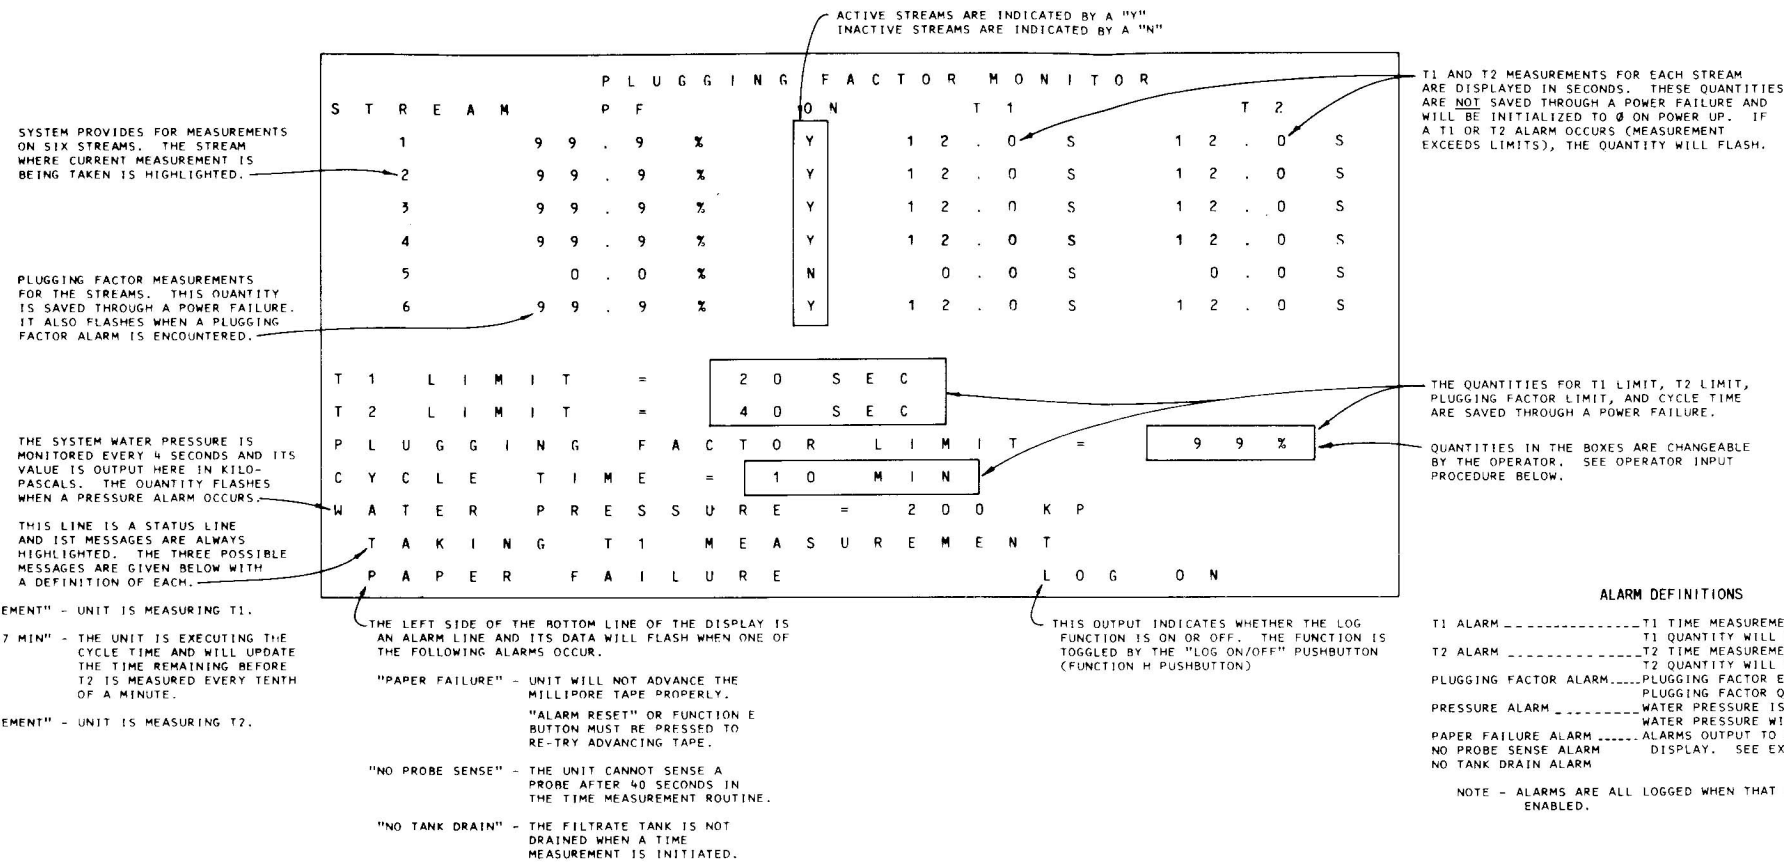 ACTIVE STREAMS ARE INDICATED BY A "Y"
INACTIVE STREAMS ARE INDICATED BY A "N"
PLUGGING FACTOR MONITOR
STREAM PF ON T1 T2
1 99.9 % Y 12.0 S 12.0 S
2 99.9 % Y 12.0 S 12.0 S
3 99.9 % Y 12.0 S 12.0 S
4 99.9 % Y 12.0 S 12.0 S
5 0.0 % N 0.0 S 0.0 S
6 99.9 % Y 12.0 S 12.0 S
T1 LIMIT = 20 SEC
T2 LIMIT = 40 SEC
PLUGGING FACTOR LIMIT = 99%
CYCLE TIME = 10 MIN
WATER PRESSURE = 200 KP
TAKING T1 MEASUREMENT
PAPER FAILURE LOG ON
SYSTEM PROVIDES FOR MEASUREMENTS
ON SIX STREAMS. THE STREAM
WHERE CURRENT MEASUREMENT IS
BEING TAKEN IS HIGHLIGHTED.
PLUGGING FACTOR MEASUREMENTS
FOR THE STREAMS. THIS QUANTITY
IS SAVED THROUGH A POWER FAILURE.
IT ALSO FLASHES WHEN A PLUGGING
FACTOR ALARM IS ENCOUNTERED.
THE SYSTEM WATER PRESSURE IS
MONITORED EVERY 4 SECONDS AND ITS
VALUE IS OUTPUT HERE IN KILO-
PASCALS. THE QUANTITY FLASHES
WHEN A PRESSURE ALARM OCCURS.
THIS LINE IS A STATUS LINE
AND IST MESSAGES ARE ALWAYS
HIGHLIGHTED. THE THREE POSSIBLE
MESSAGES ARE GIVEN BELOW WITH
A DEFINITION OF EACH.
EMENT" - UNIT IS MEASURING T1.
7 MIN" - THE UNIT IS EXECUTING THE
CYCLE TIME AND WILL UPDATE
THE TIME REMAINING BEFORE
T2 IS MEASURED EVERY TENTH
OF A MINUTE.
EMENT" - UNIT IS MEASURING T2.
THE LEFT SIDE OF THE BOTTOM LINE OF THE DISPLAY IS
AN ALARM LINE AND ITS DATA WILL FLASH WHEN ONE OF
THE FOLLOWING ALARMS OCCUR.
"PAPER FAILURE" - UNIT WILL NOT ADVANCE THE
MILLIPORE TAPE PROPERLY.
"ALARM RESET" OR FUNCTION E
BUTTON MUST BE PRESSED TO
RE-TRY ADVANCING TAPE.
"NO PROBE SENSE" - THE UNIT CANNOT SENSE A
PROBE AFTER 40 SECONDS IN
THE TIME MEASUREMENT ROUTINE.
"NO TANK DRAIN" - THE FILTRATE TANK IS NOT
DRAINED WHEN A TIME
MEASUREMENT IS INITIATED.
THIS OUTPUT INDICATES WHETHER THE LOG
FUNCTION IS ON OR OFF. THE FUNCTION IS
TOGGLED BY THE "LOG ON/OFF" PUSHBUTTON
(FUNCTION H PUSHBUTTON)
T1 AND T2 MEASUREMENTS FOR EACH STREAM
ARE DISPLAYED IN SECONDS. THESE QUANTITIES
ARE NOT SAVED THROUGH A POWER FAILURE AND
WILL BE INITIALIZED TO Ø ON POWER UP. IF
A T1 OR T2 ALARM OCCURS (MEASUREMENT
EXCEEDS LIMITS), THE QUANTITY WILL FLASH.
THE QUANTITIES FOR T1 LIMIT, T2 LIMIT,
PLUGGING FACTOR LIMIT, AND CYCLE TIME
ARE SAVED THROUGH A POWER FAILURE.
QUANTITIES IN THE BOXES ARE CHANGEABLE
BY THE OPERATOR. SEE OPERATOR INPUT
PROCEDURE BELOW.
ALARM DEFINITIONS
T1 ALARM T1 TIME MEASUREME
T1 QUANTITY WILL
T2 ALARM T2 TIME MEASUREME
T2 QUANTITY WILL
PLUGGING FACTOR ALARM PLUGGING FACTOR E
PLUGGING FACTOR Q
PRESSURE ALARM WATER PRESSURE IS
WATER PRESSURE WI
PAPER FAILURE ALARM ALARMS OUTPUT TO
NO PROBE SENSE ALARM DISPLAY. SEE EX
NO TANK DRAIN ALARM
NOTE - ALARMS ARE ALL LOGGED WHEN THAT
ENABLED.